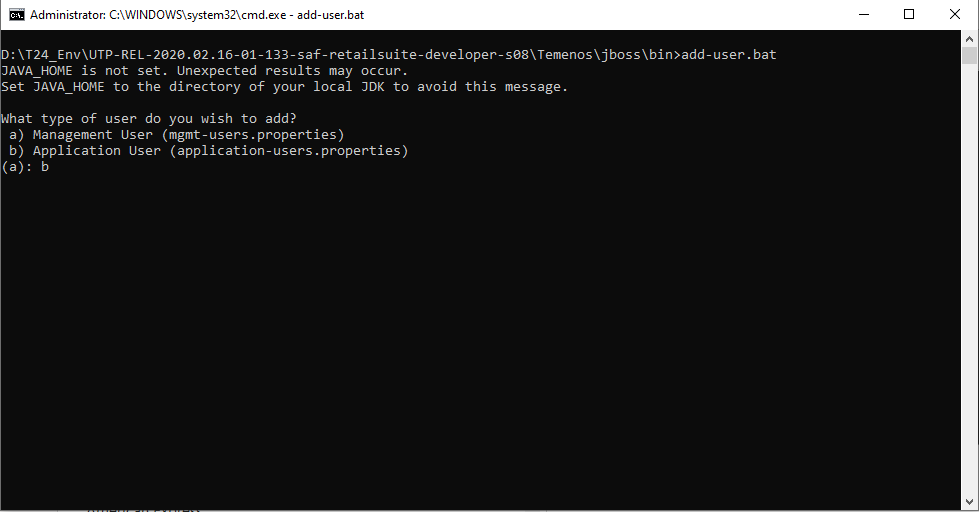 Administrator: C:\WINDOWS\system32\cmd.exe - add-user.bat
D:\T24_Env\UTP-REL-2020.02.16-01-133-saf-retailsuite-developer-s08\Temenos\jboss\bin>add-user.bat
JAVA_HOME is not set. Unexpected results may occur.
Set JAVA_HOME to the directory of your local JDK to avoid this message.
What type of user do you wish to add?
a) Management User (mgmt-users.properties)
b) Application User (application-users.properties)
(a): b